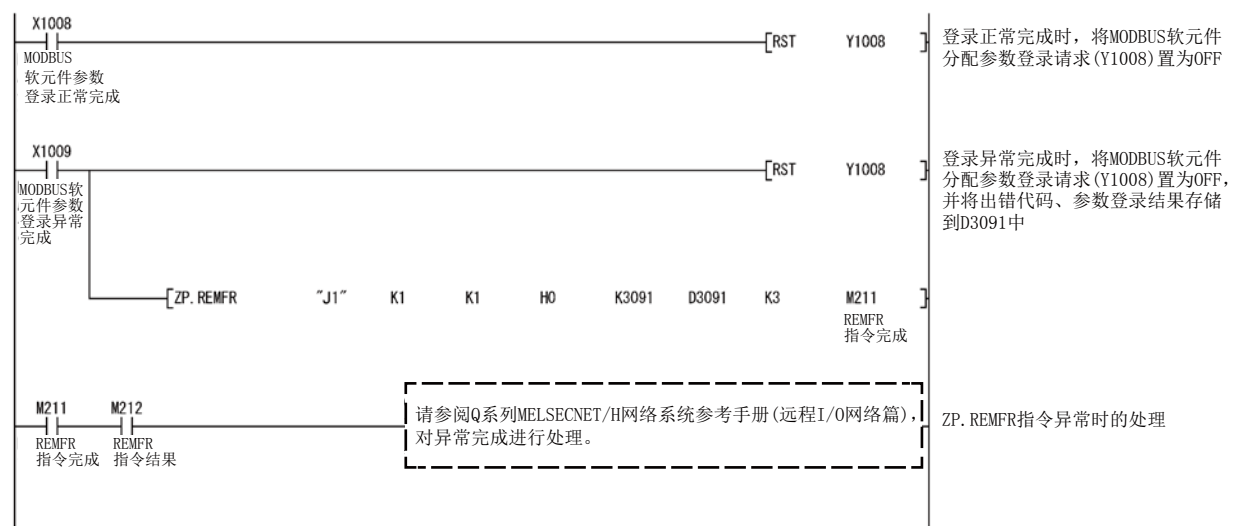 X1008
[RST Y1008 ]
MODBUS
软元件参数
登录正常完成
登录正常完成时，将MODBUS软元件
分配参数登录请求(Y1008)置为OFF
X1009
[RST Y1008 ]
MODBUS软
元件参数
登录异常
完成
登录异常完成时，将MODBUS软元件
分配参数登录请求(Y1008)置为OFF，
并将出错代码、参数登录结果存储
到D3091中
[ZP.REMFR "J1" K1 K1 H0 K3091 D3091 K3 M211 ]
REMFR
指令完成
M211 M212
REMFR REMFR
指令完成 指令结果
请参阅Q系列MELSECNET/H网络系统参考手册(远程I/O网络篇)，
对异常完成进行处理。
ZP.REMFR指令异常时的处理